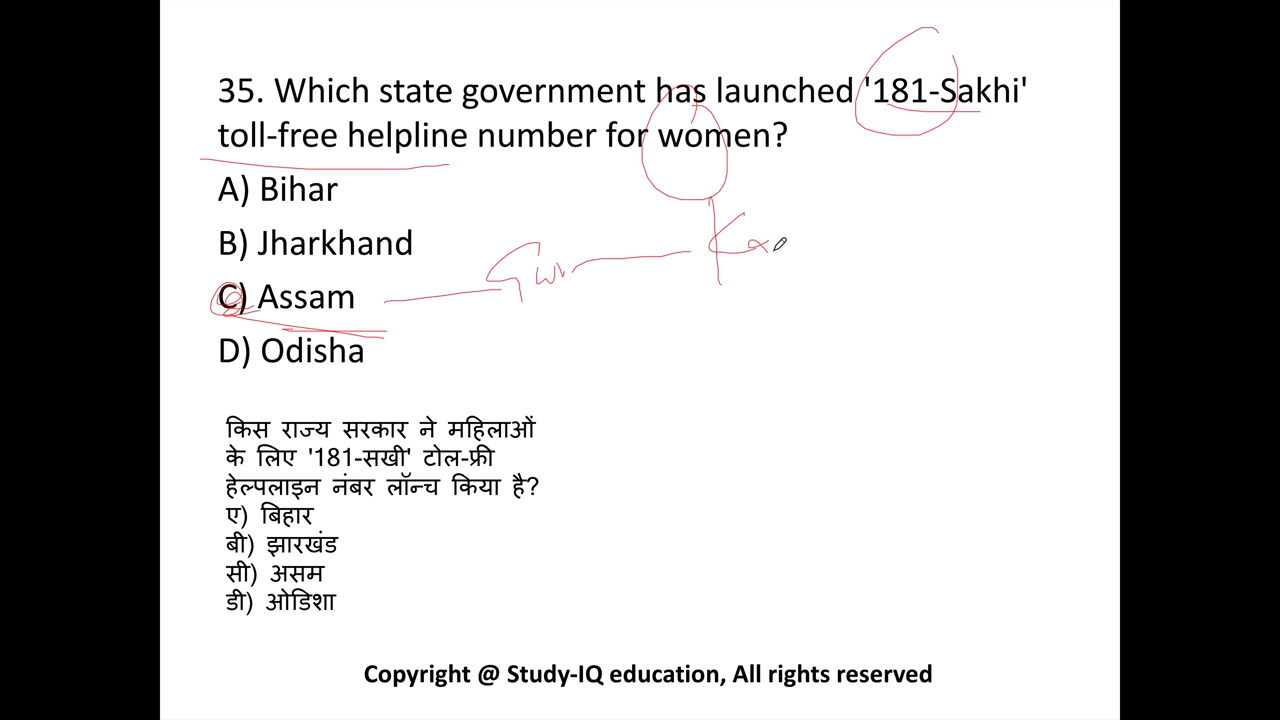 35. Which state government has launched '181-Sakhi'
toll-free helpline number for women?
A) Bihar
B) Jharkhand
C) Assam
D) Odisha
किस राज्य सरकार ने महिलाओं
के लिए '181-सखी' टोल-फ्री
हेल्पलाइन नंबर लॉन्च किया है?
ए) बिहार
बी) झारखंड
सी) असम
डी) ओडिशा
Copyright @ Study-IQ education, All rights reserved